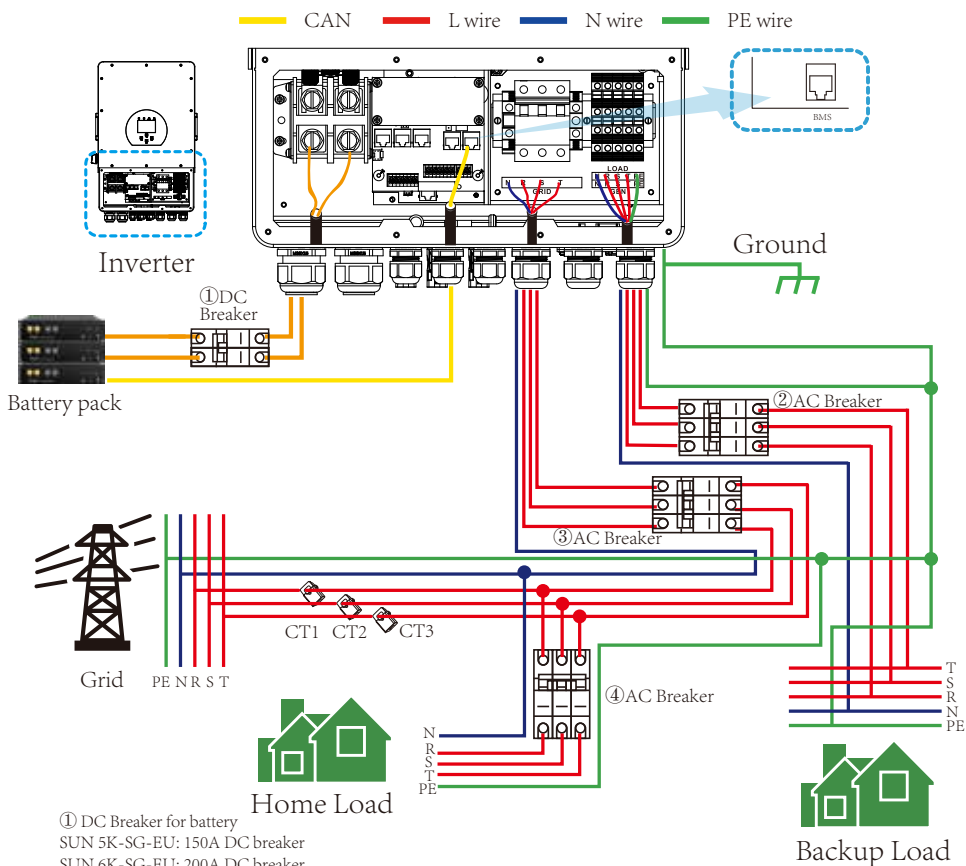 CAN L wire N wire PE wire
BMS
LOAD
N R S T N R S T PE
GRID GEN
Inverter
Ground
①DC
Breaker
Battery pack
②AC Breaker
③AC Breaker
CT1 CT2 CT3
Grid
PE N R S T
④AC Breaker
T
S
R
N
PE
N
R
S
T
PE
Home Load
Backup Load
① DC Breaker for battery
SUN 5K-SG-EU: 150A DC breaker
SUN 6K-SG-EU: 200A DC breaker